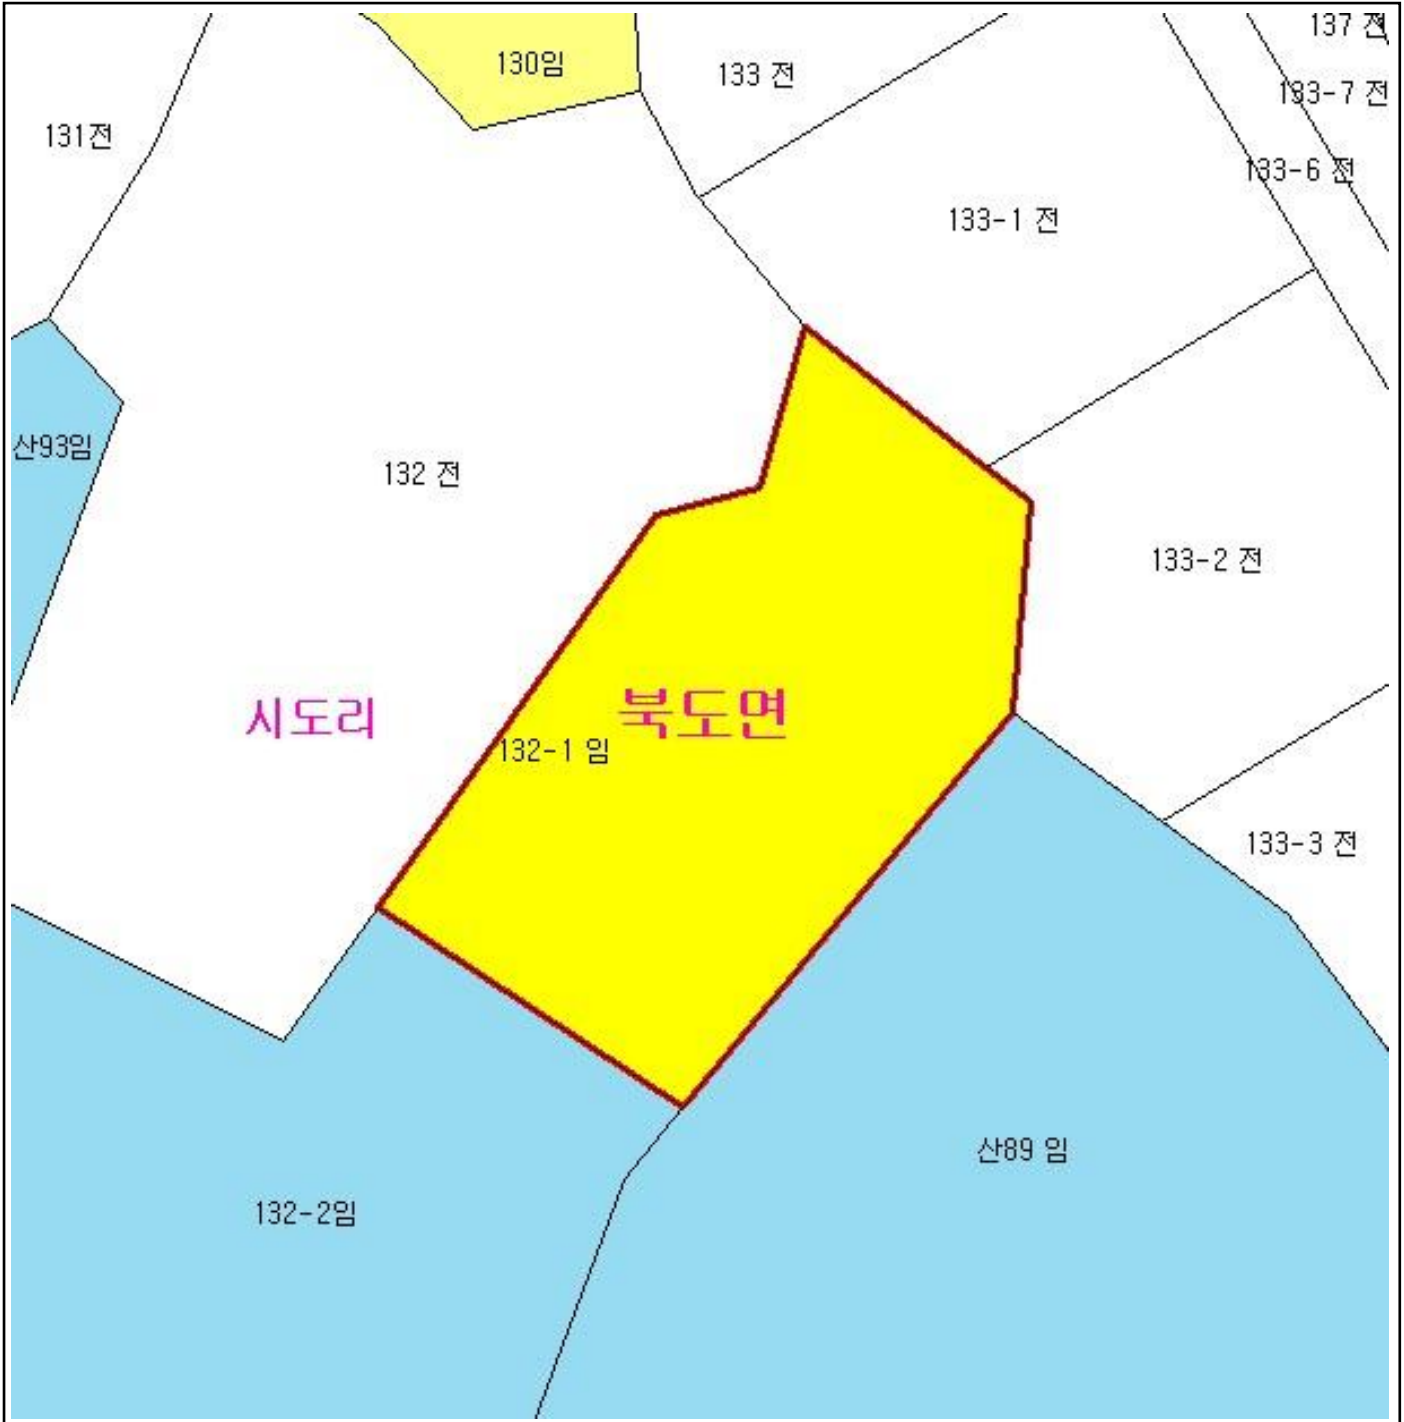 137 전
130임
133 전
133-7 전
131전
133-6 전
133-1 전
산93임
132 전
133-2 전
시도리
북도면
132-1 임
133-3 전
산89 임
132-2임